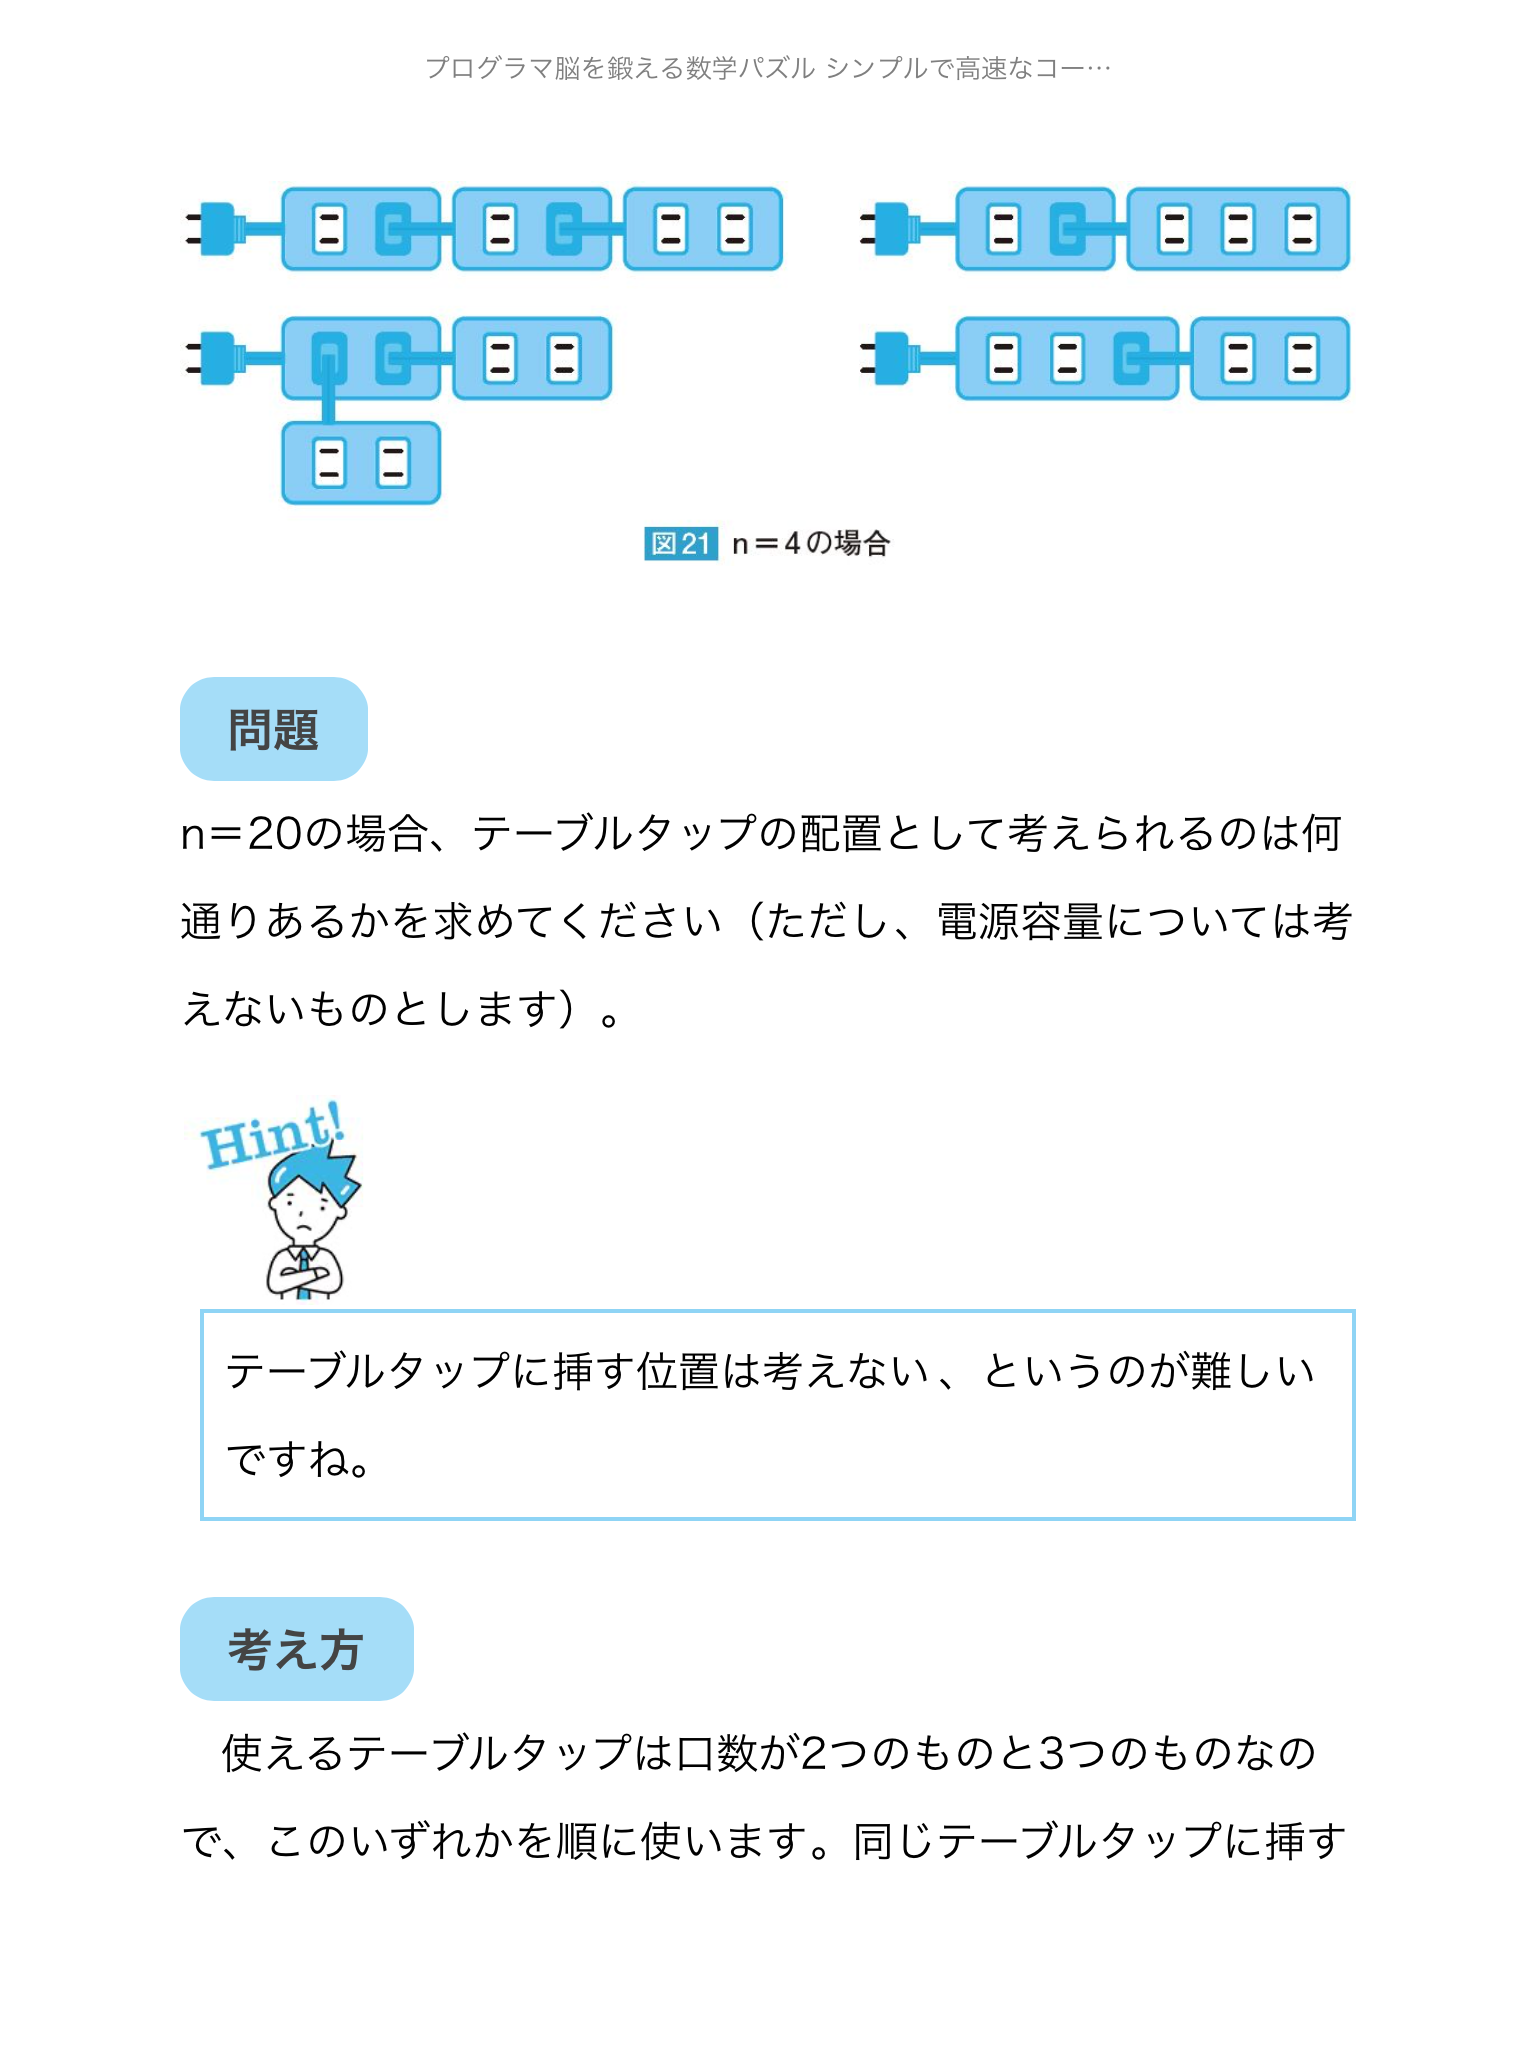 プログラマ脳を鍛える数学パズル シンプルで高速なコー…
図21 n＝4の場合
問題
n＝20の場合、テーブルタップの配置として考えられるのは何
通りあるかを求めてください（ただし、電源容量については考
えないものとします）。
Hint!
テーブルタップに挿す位置は考えない、というのが難しい
ですね。
考え方
　使えるテーブルタップは口数が2つのものと3つのものなの
で、このいずれかを順に使います。同じテーブルタップに挿す